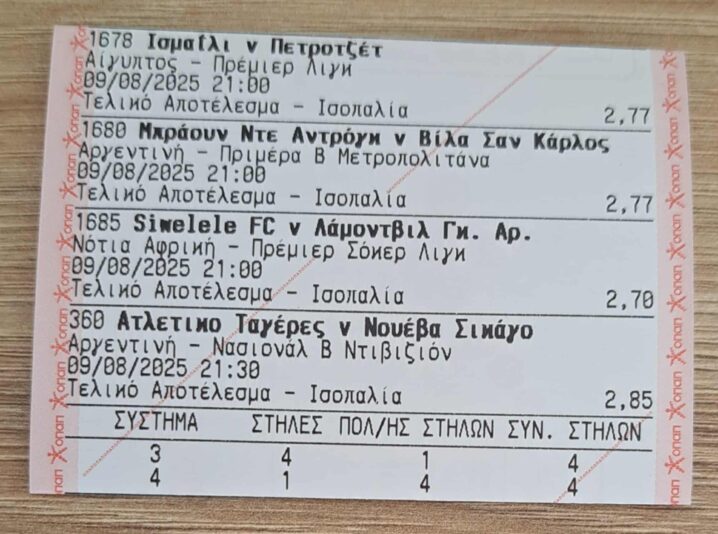 1678 Ισμαΐλι v Πετροτζέτ
Αίγυπτος - Πρέμιερ Λιγκ
09/08/2025 21:00
Τελικό Αποτέλεσμα - Ισοπαλία 2,77
1680 Μπράουν Ντε Αντρόγκ v Βίλα Σαν Κάρλος
Αργεντινή - Πριμέρα Β Μετροπολιτάνα
09/08/2025 21:00
Τελικό Αποτέλεσμα - Ισοπαλία 2,77
1685 Siwelele FC v Λάμοντβιλ Γκ. Αρ.
Νότια Αφρική - Πρέμιερ Σόκερ Λιγκ
09/08/2025 21:00
Τελικό Αποτέλεσμα - Ισοπαλία 2,70
360 Ατλετικο Ταγέρες v Νουέβα Σικάγο
Αργεντινή - Νασιονάλ Β Ντιβιζιόν
09/08/2025 21:30
Τελικό Αποτέλεσμα - Ισοπαλία 2,85
ΣΥΣΤΗΜΑ ΣΤΗΛΕΣ ΠΟΛ/ΗΣ ΣΤΗΛΩΝ ΣΥΝ. ΣΤΗΛΩΝ
3 4 1 4
4 1 4 4